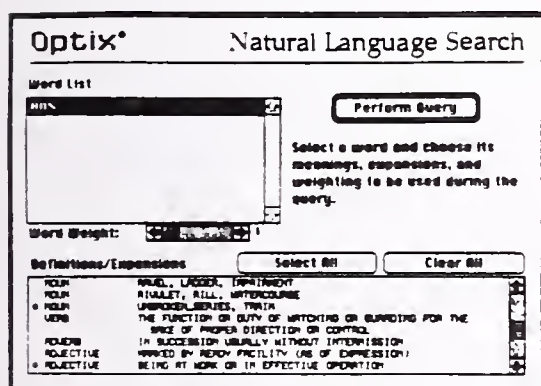 Optix•
Natural Language Search
Word List
Perform Query
Select a word and choose its
meanings, expansions, and
weighting to be used during the
query.
Word Weight:
Definitions/Expansions
Select All
Clear All
NOUN RAVEL, LADDER, IMPAIRMENT
NOUN RIVULET, RILL, WATERCOURSE
• NOUN UNBROKEN_SERIES, TRAIN
VERB THE FUNCTION OR DUTY OF WATCHING OR GUARDING FOR THE
SAKE OF PROPER DIRECTION OR CONTROL
ADVERB IN SUCCESSION USUALLY WITHOUT INTERMISSION
ADJECTIVE MARKED BY READY FACILITY (AS OF EXPRESSION)
• ADJECTIVE BEING AT WORK OR IN EFFECTIVE OPERATION